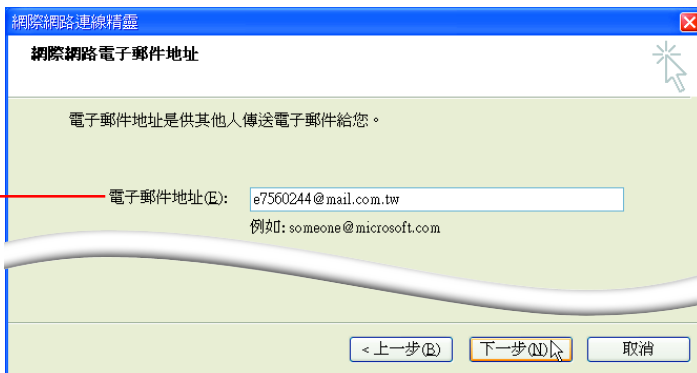 網際網路連線精靈
網際網路電子郵件地址
電子郵件地址是供其他人傳送電子郵件給您。
電子郵件地址(E): e7560244@mail.com.tw
例如: someone@microsoft.com
<上一步(B) 下一步(N) 取消